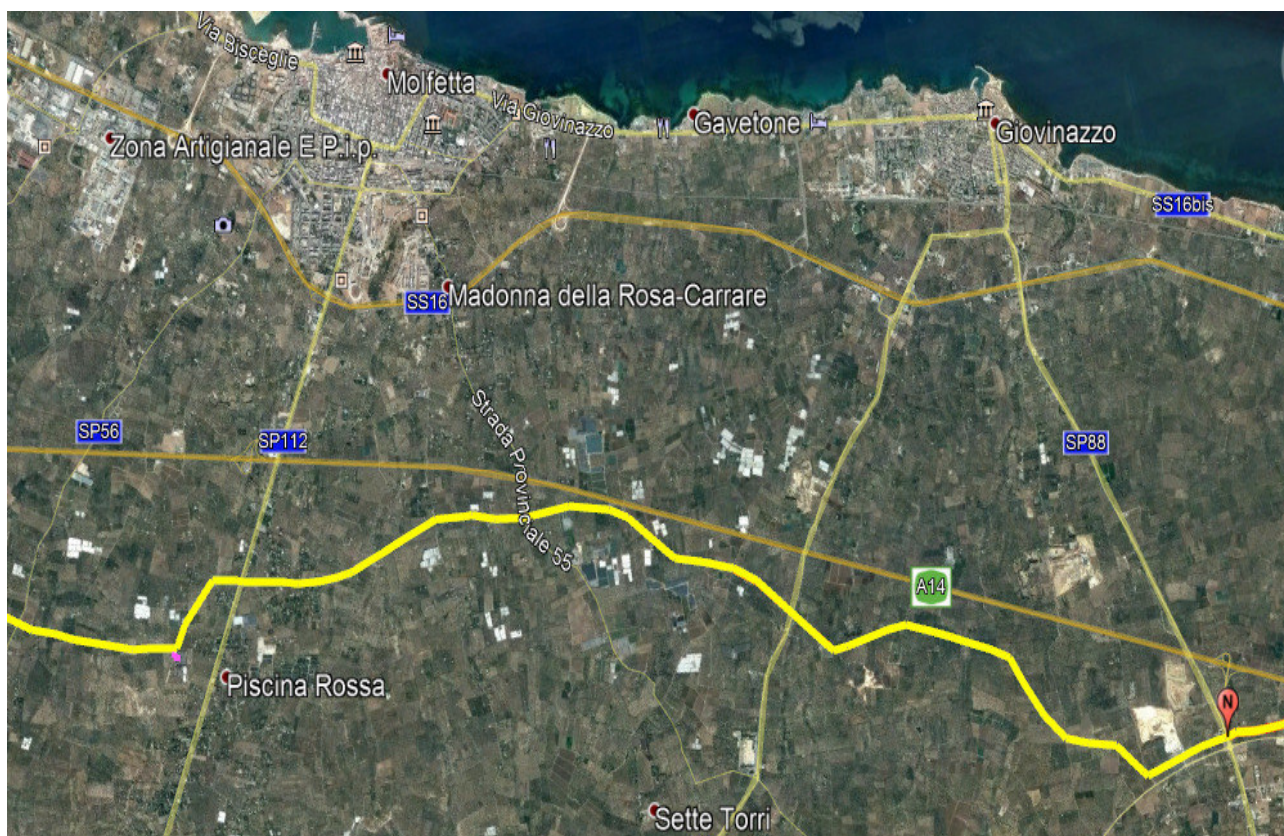 Via Bisceglie
Molfetta
Via Giovinazzo
Gavetone
Giovinazzo
Zona Artigianale E P.i.p.
SS16bis
SS16
Madonna della Rosa-Carrare
Strada Provinciale 55
SP56
SP112
SP88
A14
Piscina Rossa
N
Sette Torri